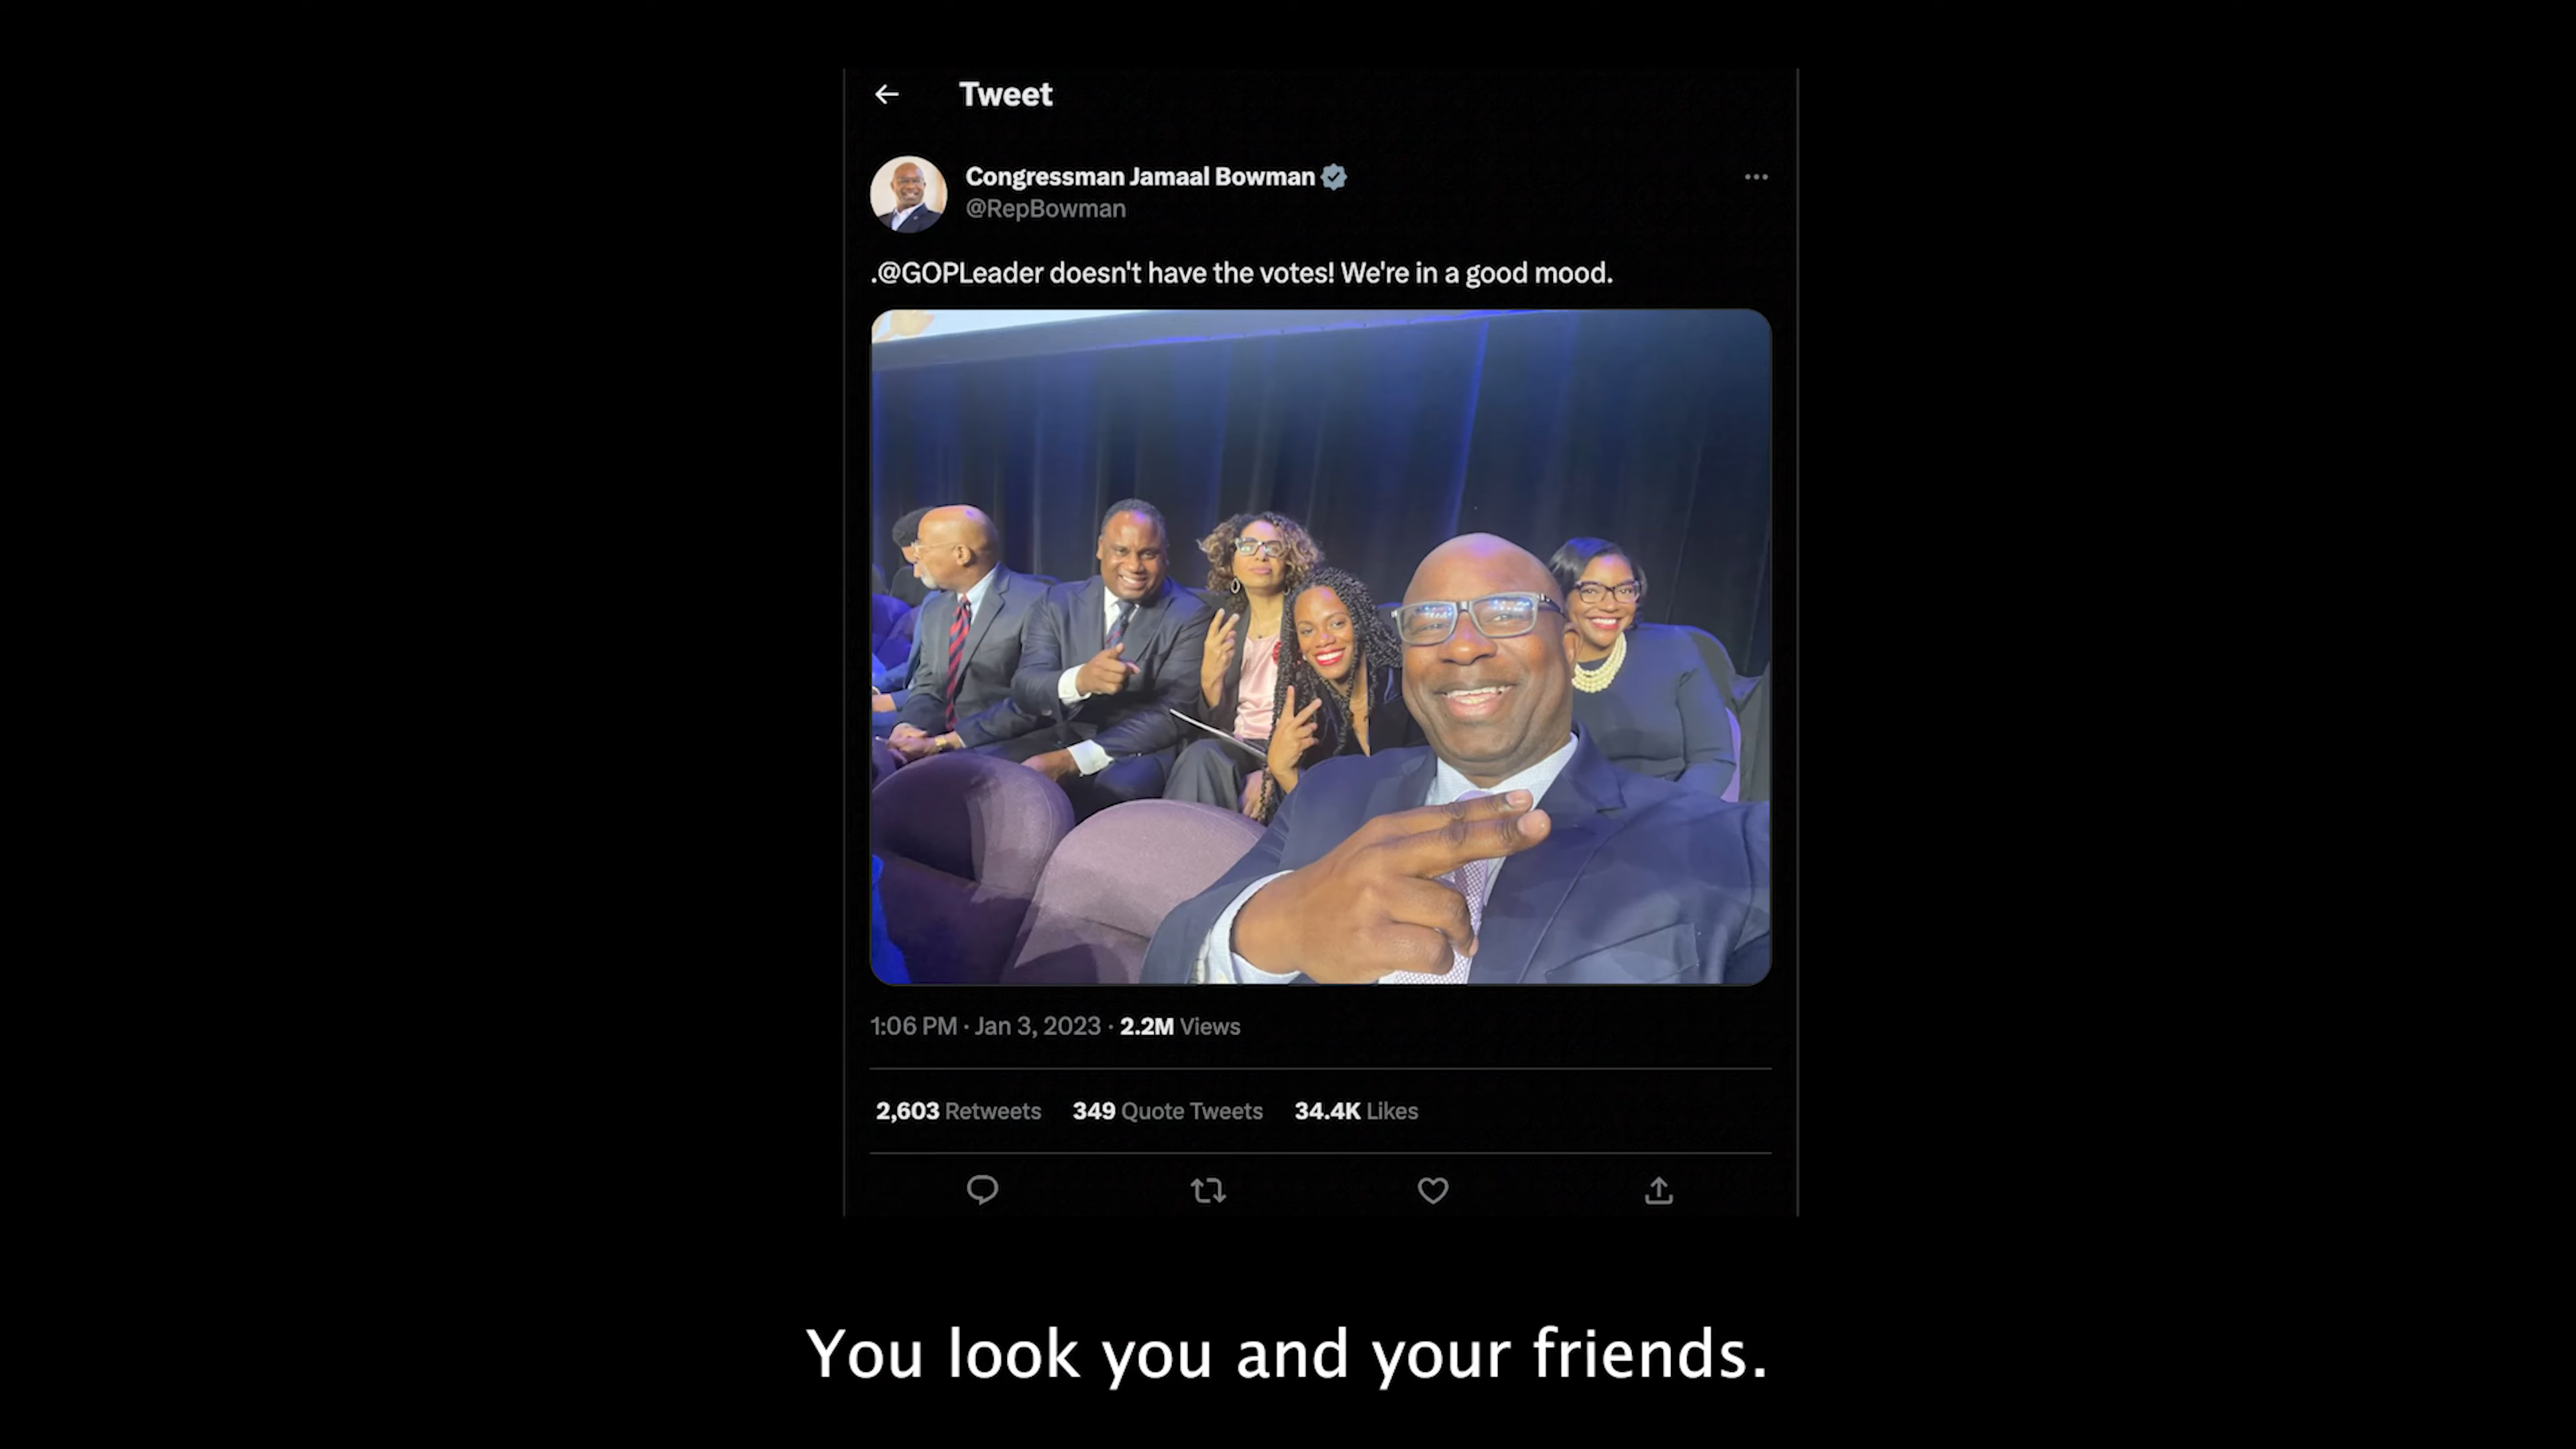 Tweet
Congressman Jamaal Bowman
@RepBowman
.@GOPLeader doesn't have the votes! We're in a good mood.
1:06 PM · Jan 3, 2023 · 2.2M Views
2,603 Retweets 349 Quote Tweets 34.4K Likes
You look you and your friends.